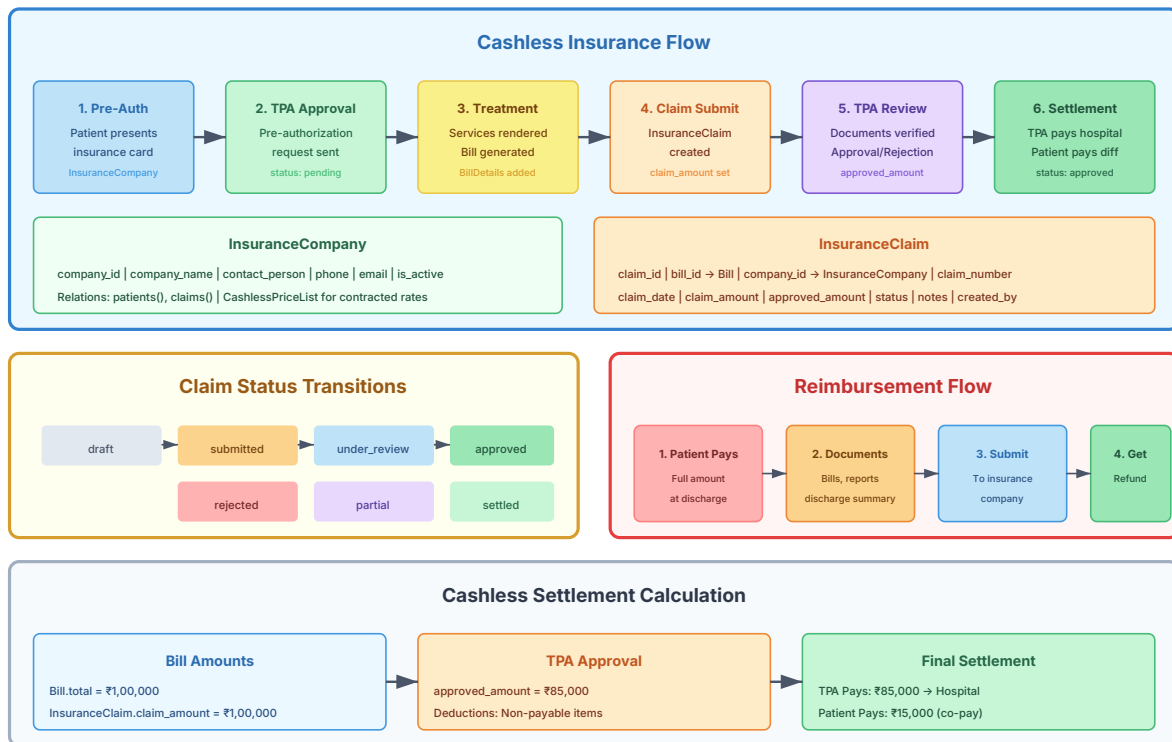 Cashless Insurance Flow
1. Pre-Auth
Patient presents
insurance card
InsuranceCompany
2. TPA Approval
Pre-authorization
request sent
status: pending
3. Treatment
Services rendered
Bill generated
BillDetails added
4. Claim Submit
InsuranceClaim
created
claim_amount set
5. TPA Review
Documents verified
Approval/Rejection
approved_amount
6. Settlement
TPA pays hospital
Patient pays diff
status: approved
InsuranceCompany
company_id | company_name | contact_person | phone | email | is_active
Relations: patients(), claims() | CashlessPriceList for contracted rates
InsuranceClaim
claim_id | bill_id → Bill | company_id → InsuranceCompany | claim_number
claim_date | claim_amount | approved_amount | status | notes | created_by
Claim Status Transitions
draft
submitted
under_review
approved
rejected
partial
settled
Reimbursement Flow
1. Patient Pays
Full amount
at discharge
2. Documents
Bills, reports
discharge summary
3. Submit
To insurance
company
4. Get
Refund
Cashless Settlement Calculation
Bill Amounts
Bill.total = ₹1,00,000
InsuranceClaim.claim_amount = ₹1,00,000
TPA Approval
approved_amount = ₹85,000
Deductions: Non-payable items
Final Settlement
TPA Pays: ₹85,000 → Hospital
Patient Pays: ₹15,000 (co-pay)